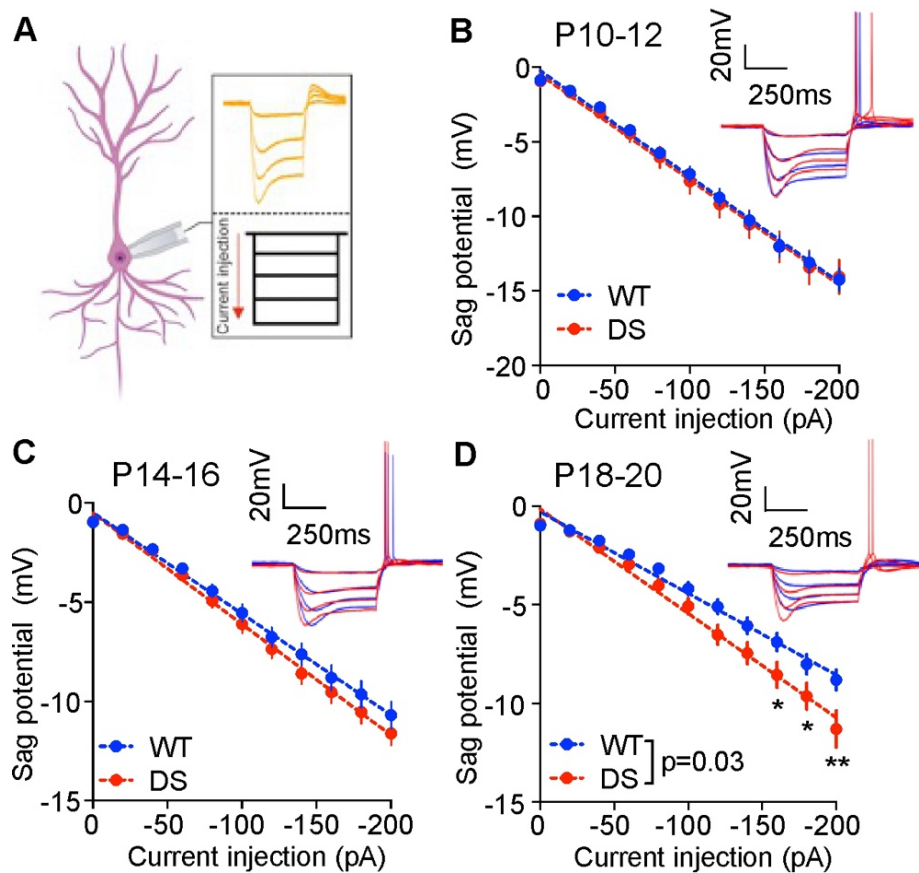 A
Current injection
B
P10-12
20mV
250ms
0
-5
-10
-15
-20
Sag potential (mV)
WT
DS
0
-50
-100
-150
-200
Current injection (pA)
C
P14-16
20mV
250ms
0
-5
-10
-15
Sag potential (mV)
WT
DS
0
-50
-100
-150
-200
Current injection (pA)
D
P18-20
20mV
250ms
0
-5
-10
-15
Sag potential (mV)
WT
DS
p=0.03
*
*
**
0
-50
-100
-150
-200
Current injection (pA)